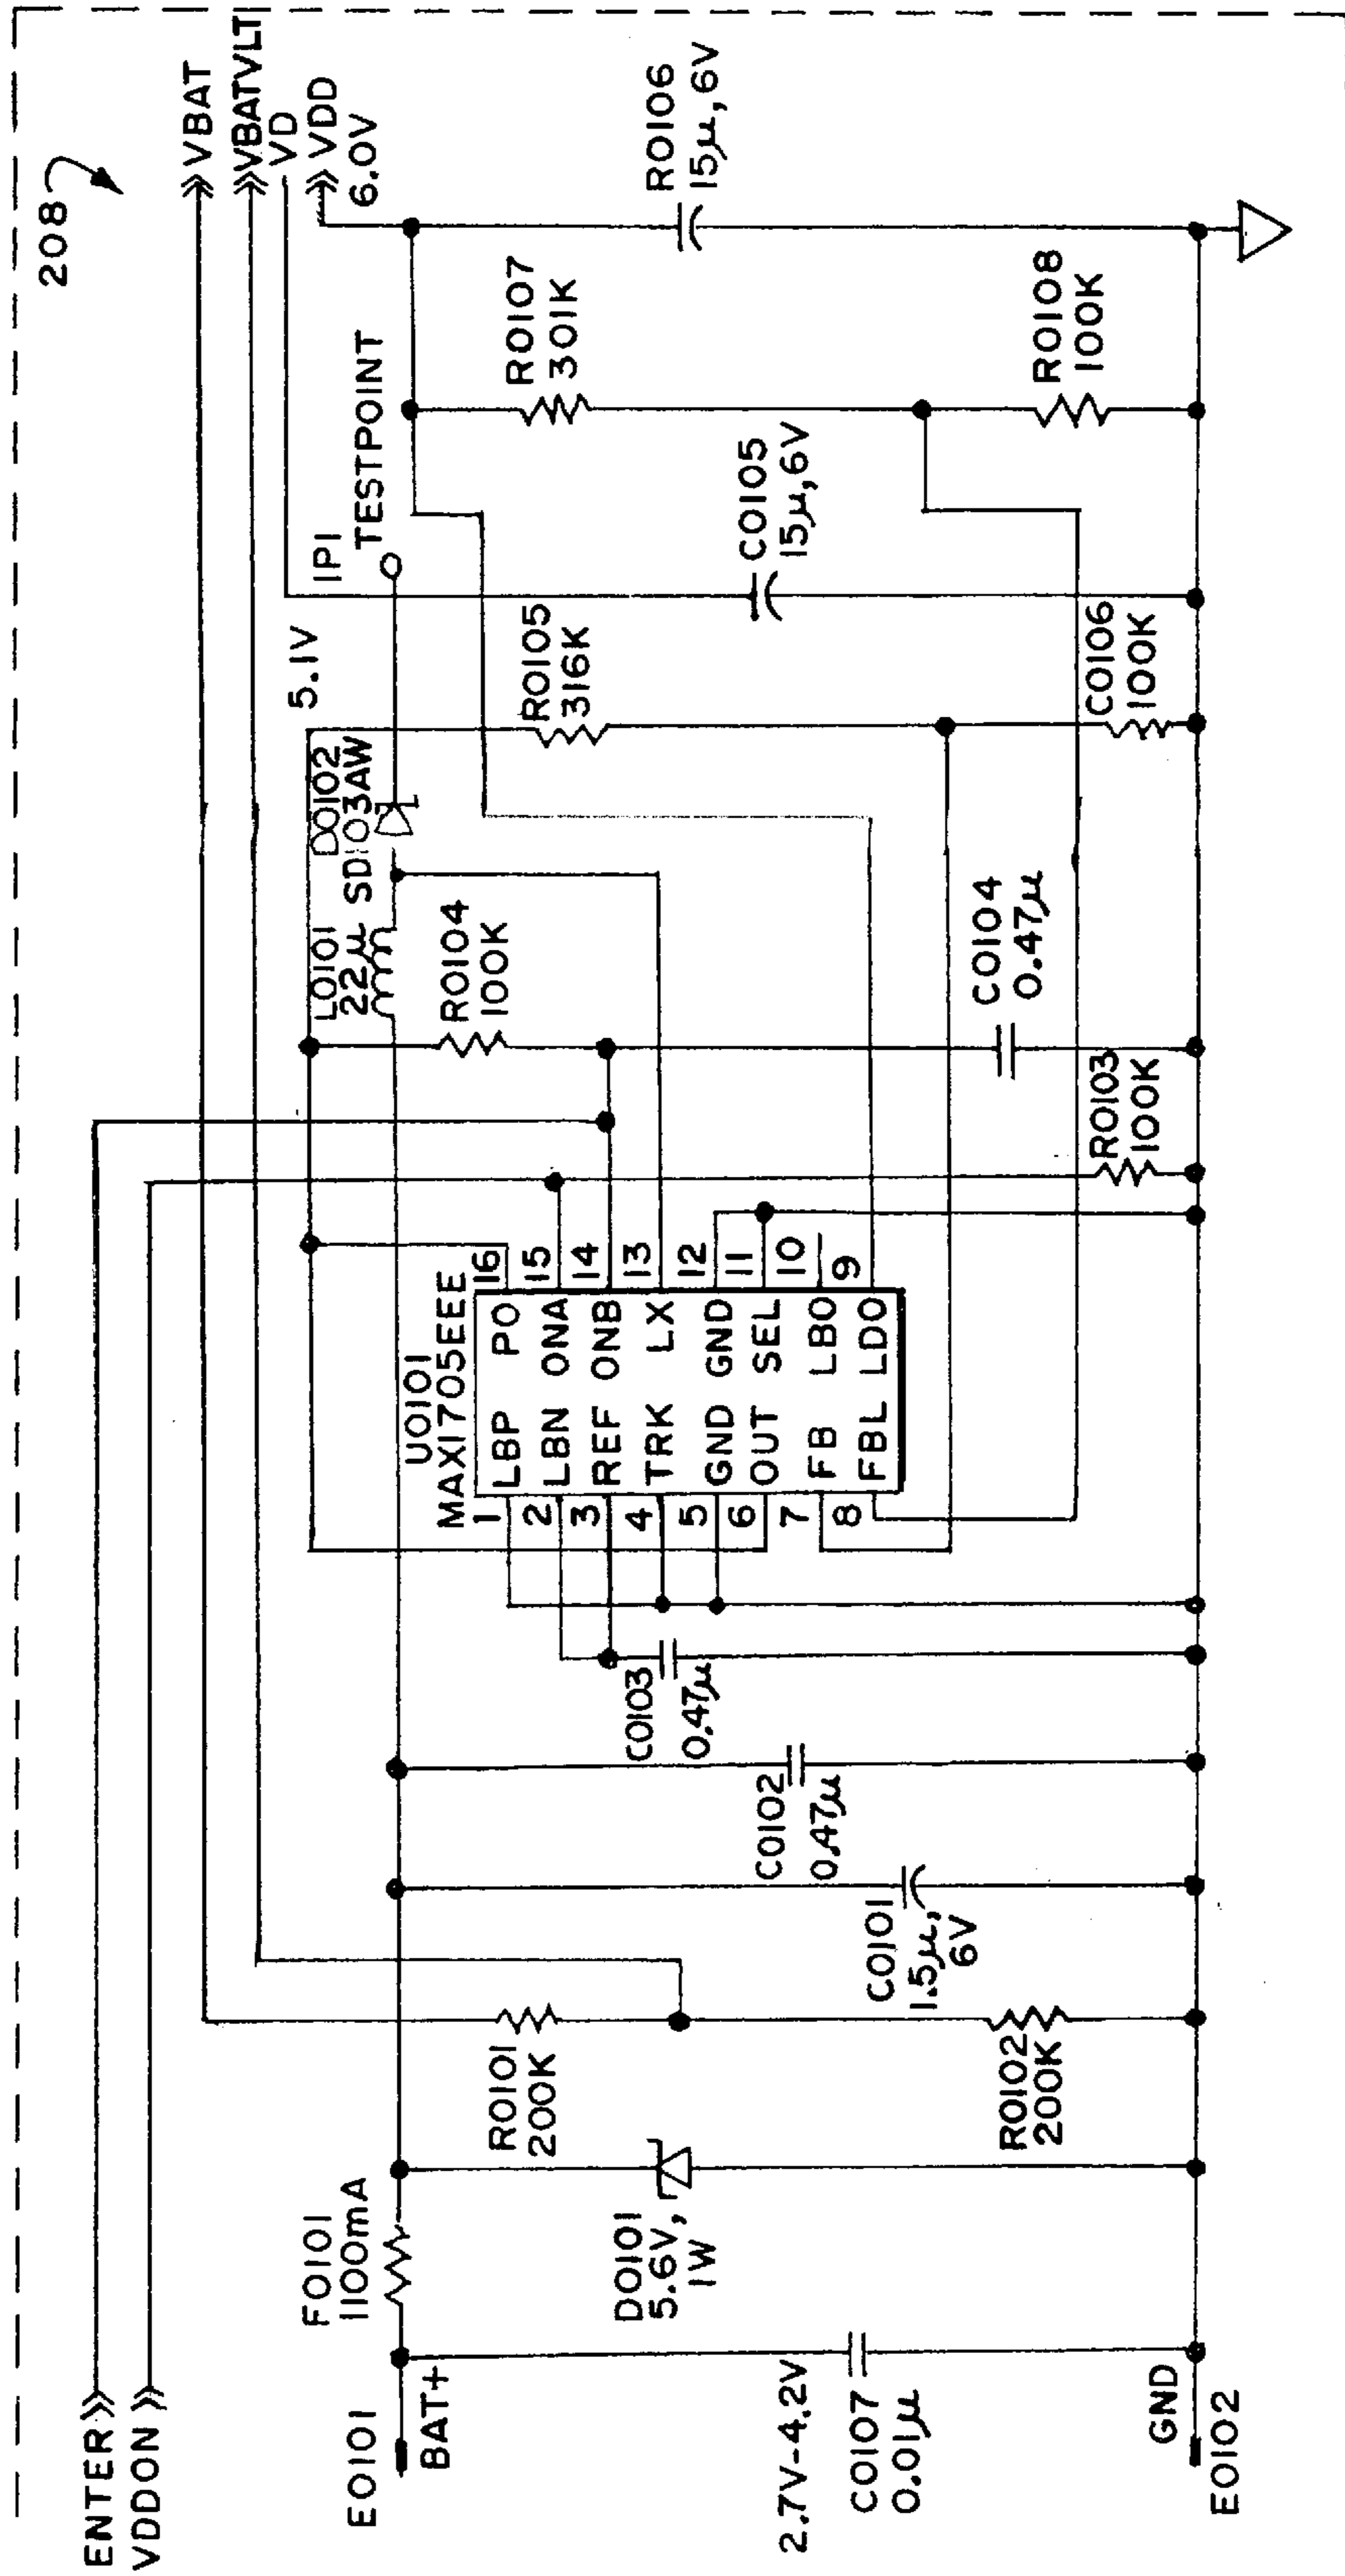 208
ENTER
VDDON
VBAT
VBATVLT
VD
VDD
6.0V
E0101
BAT+
F0101
1100mA
2.7V-4.2V
C0107
0.01µ
GND
E0102
D0101
5.6V,
1W
R0101
200K
R0102
200K
C0101
1.5µ,
6V
C0102
0.47µ
C0103
0.47µ
U0101
MAX1705EEE
1 LBP PO 16
2 LBN ONA 15
3 REF ONB 14
4 TRK LX 13
5 GND GND 12
6 OUT SEL 11
7 FB LBO 10
8 FBL LDO 9
R0103
100K
C0104
0.47µ
R0104
100K
L0101
22µ
D0102
SD103AW
5.1V
1P1
TESTPOINT
R0105
316K
C0106
100K
C0105
15µ,6V
R0107
301K
R0108
100K
R0106
15µ,6V